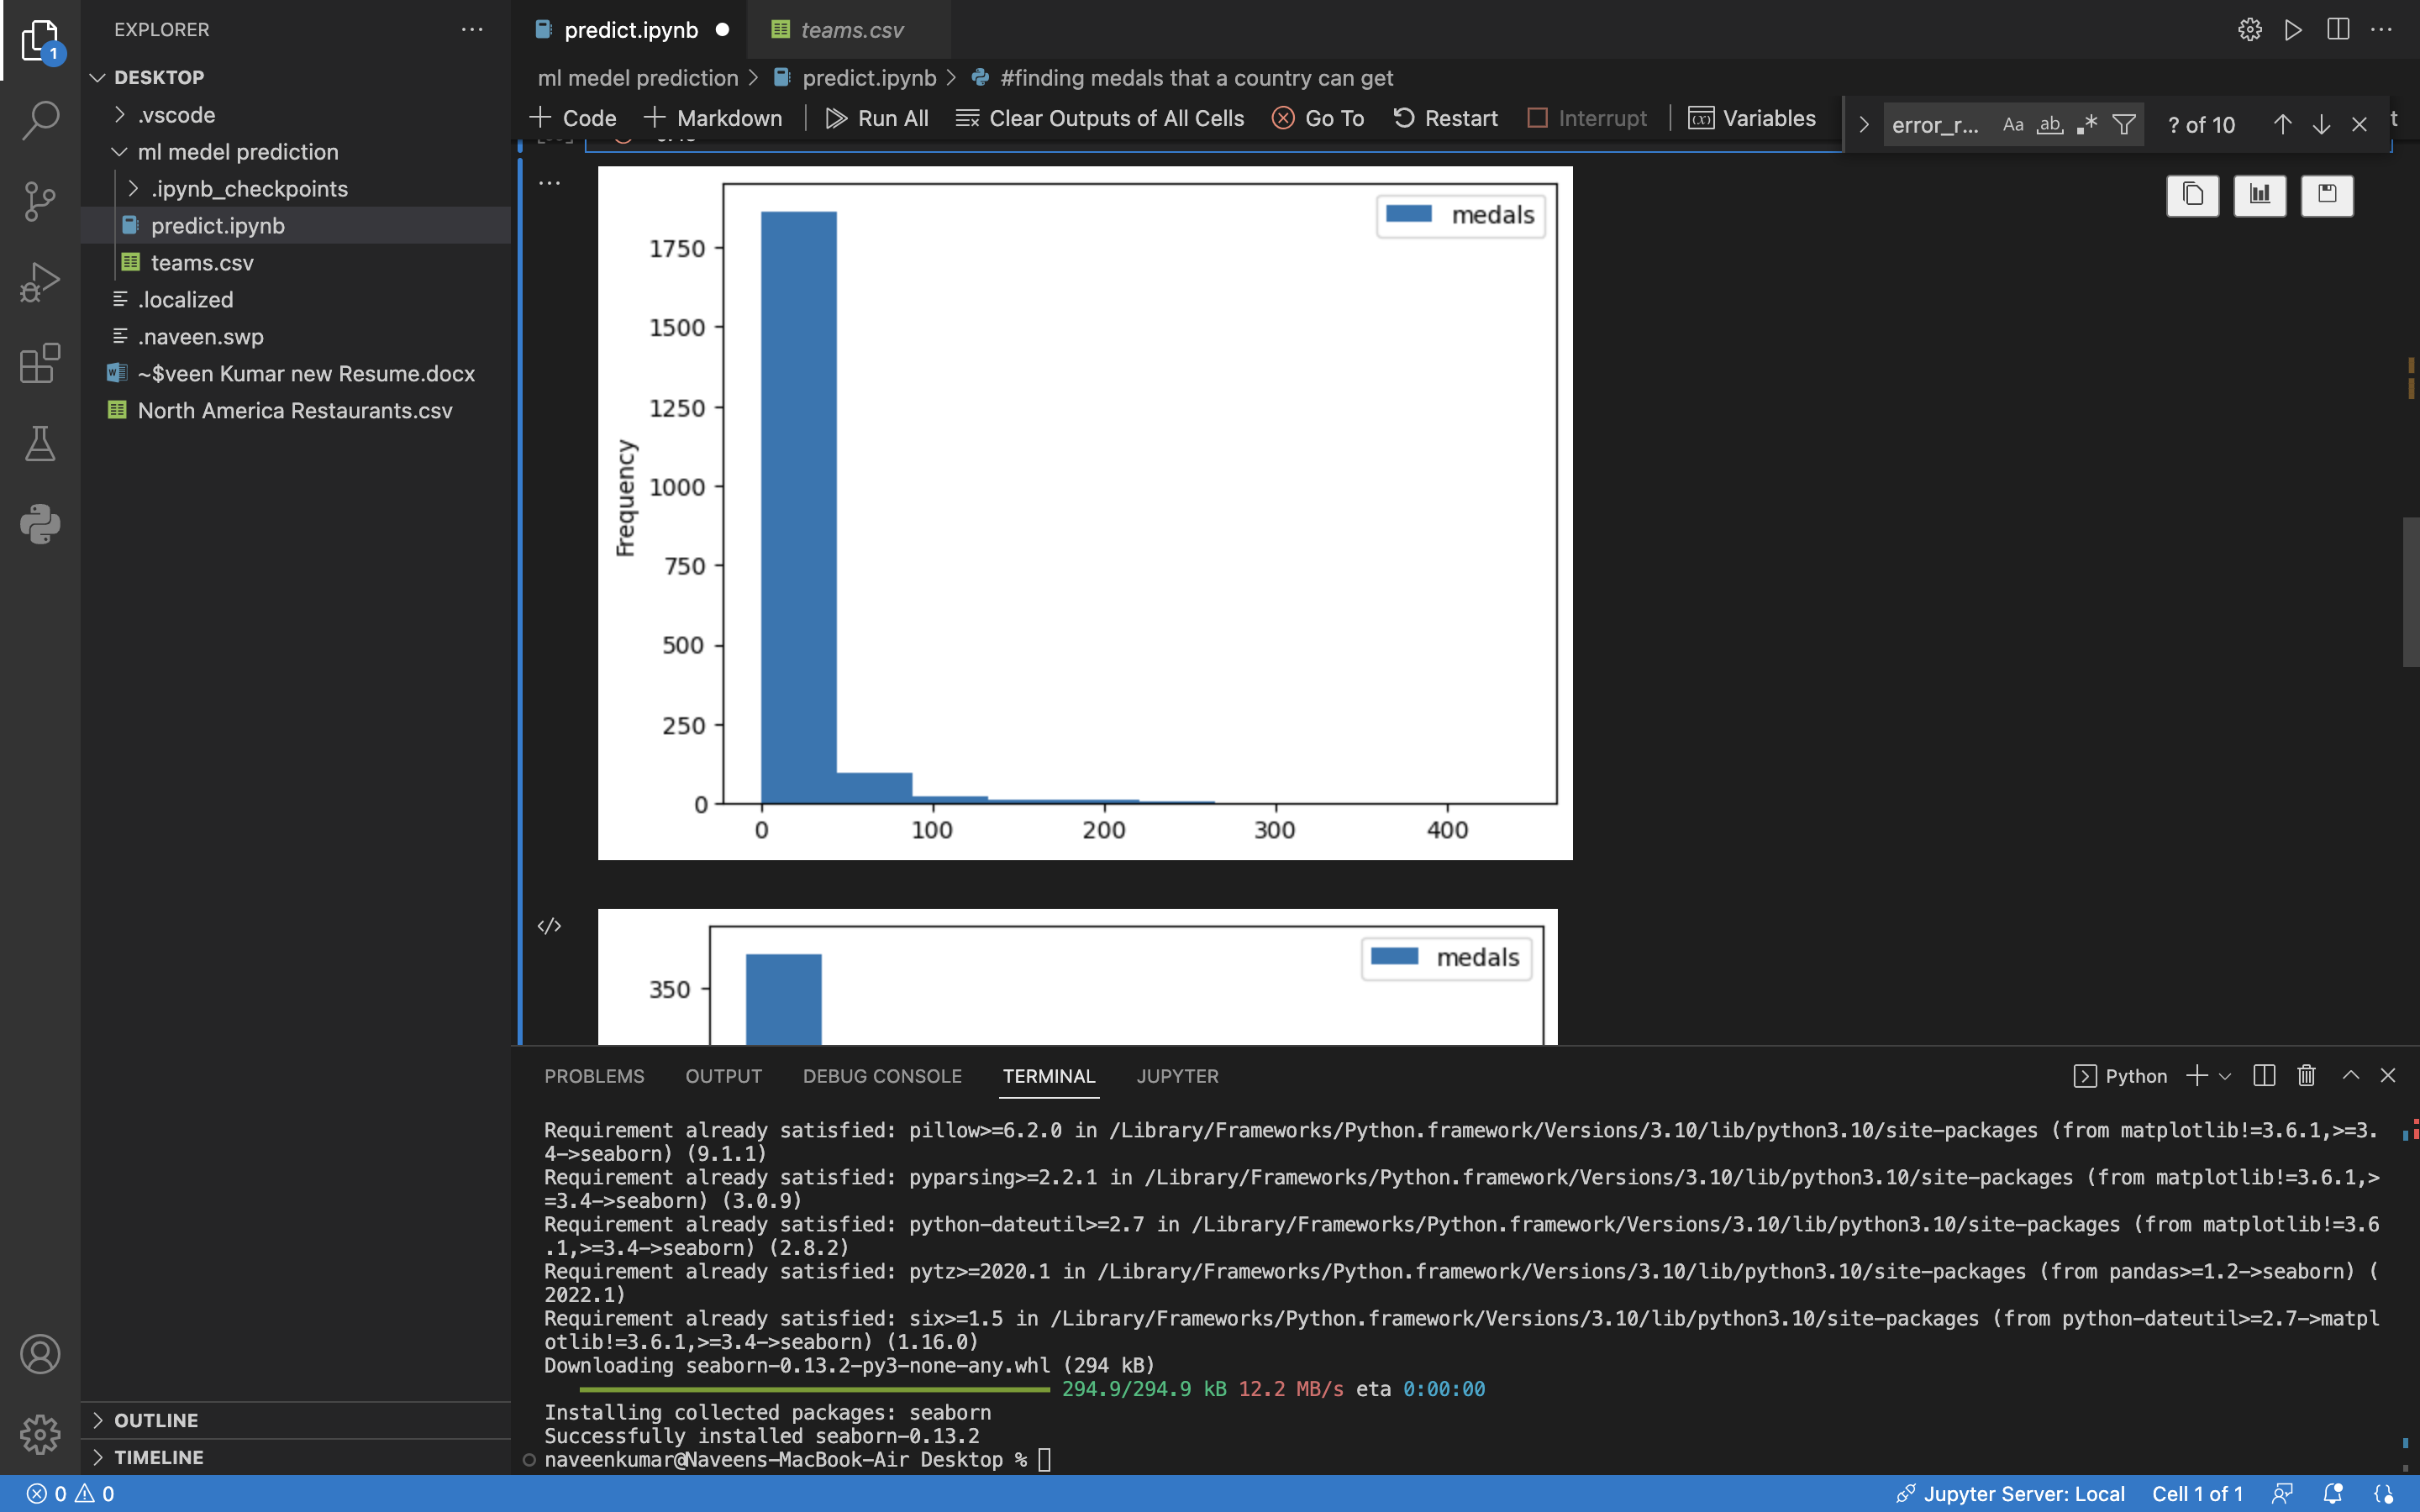 EXPLORER
DESKTOP
.vscode
ml medel prediction
.ipynb_checkpoints
predict.ipynb
teams.csv
.localized
.naveen.swp
~$veen Kumar new Resume.docx
North America Restaurants.csv
OUTLINE
TIMELINE
1
predict.ipynb
teams.csv
ml medel prediction > predict.ipynb > #finding medals that a country can get
Code Markdown Run All Clear Outputs of All Cells Go To Restart Interrupt Variables
error_r... Aa ab .* ? of 10
medals
1750
1500
1250
1000
750
500
250
0
Frequency
0 100 200 300 400
medals
350
PROBLEMS OUTPUT DEBUG CONSOLE TERMINAL JUPYTER
Python
Requirement already satisfied: pillow>=6.2.0 in /Library/Frameworks/Python.framework/Versions/3.10/lib/python3.10/site-packages (from matplotlib!=3.6.1,>=3.
4->seaborn) (9.1.1)
Requirement already satisfied: pyparsing>=2.2.1 in /Library/Frameworks/Python.framework/Versions/3.10/lib/python3.10/site-packages (from matplotlib!=3.6.1,>
=3.4->seaborn) (3.0.9)
Requirement already satisfied: python-dateutil>=2.7 in /Library/Frameworks/Python.framework/Versions/3.10/lib/python3.10/site-packages (from matplotlib!=3.6
.1,>=3.4->seaborn) (2.8.2)
Requirement already satisfied: pytz>=2020.1 in /Library/Frameworks/Python.framework/Versions/3.10/lib/python3.10/site-packages (from pandas>=1.2->seaborn) (
2022.1)
Requirement already satisfied: six>=1.5 in /Library/Frameworks/Python.framework/Versions/3.10/lib/python3.10/site-packages (from python-dateutil>=2.7->matpl
otlib!=3.6.1,>=3.4->seaborn) (1.16.0)
Downloading seaborn-0.13.2-py3-none-any.whl (294 kB)
294.9/294.9 kB 12.2 MB/s eta 0:00:00
Installing collected packages: seaborn
Successfully installed seaborn-0.13.2
naveenkumar@Naveens-MacBook-Air Desktop %
0 0
Jupyter Server: Local Cell 1 of 1